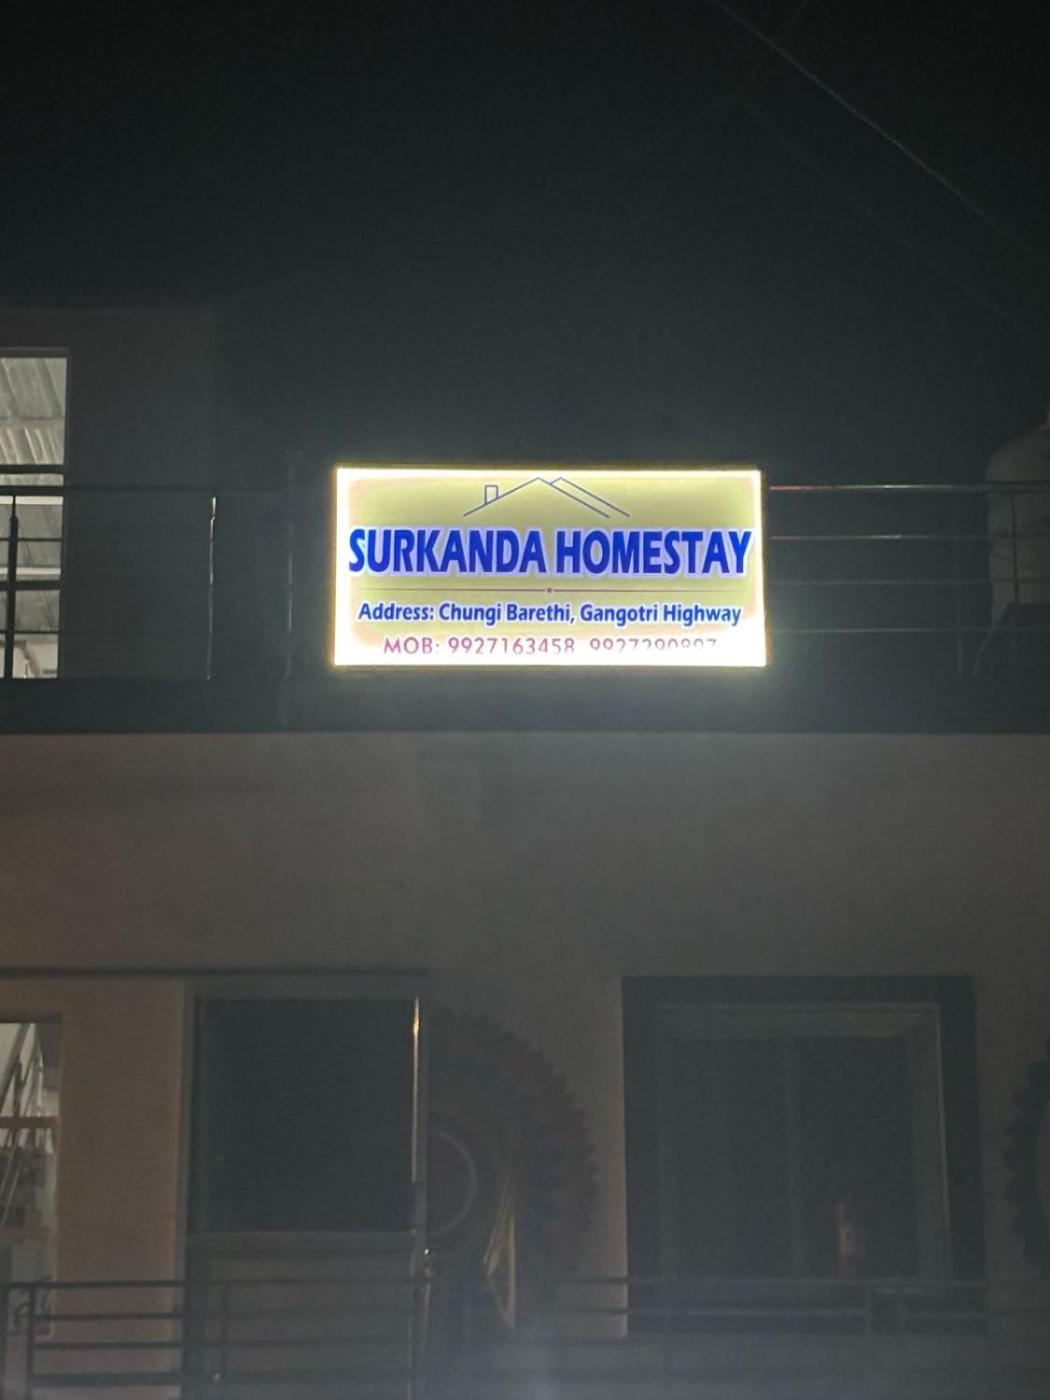 SURKANDA HOMESTAY
Address: Chungi Barethi, Gangotri Highway
MOB: 9927163458